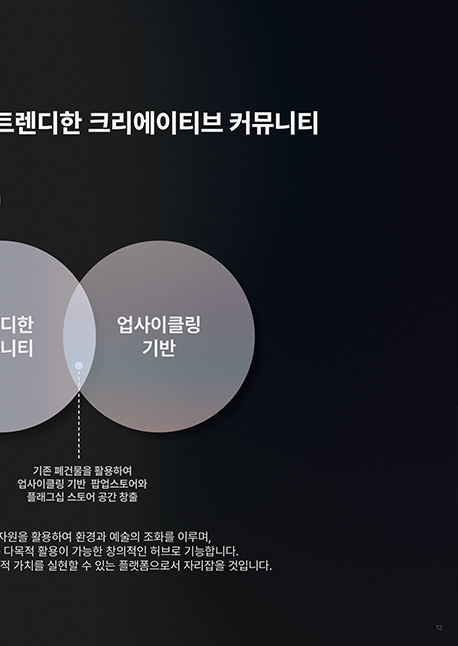 트렌디한 크리에이티브 커뮤니티
디한
니티
업사이클링
기반
기존 폐건물을 활용하여
업사이클링 기반 팝업스토어와
플래그십 스토어 공간 창출
자원을 활용하여 환경과 예술의 조화를 이루며,
다목적 활용이 가능한 창의적인 허브로 기능합니다.
적 가치를 실현할 수 있는 플랫폼으로서 자리잡을 것입니다.
12